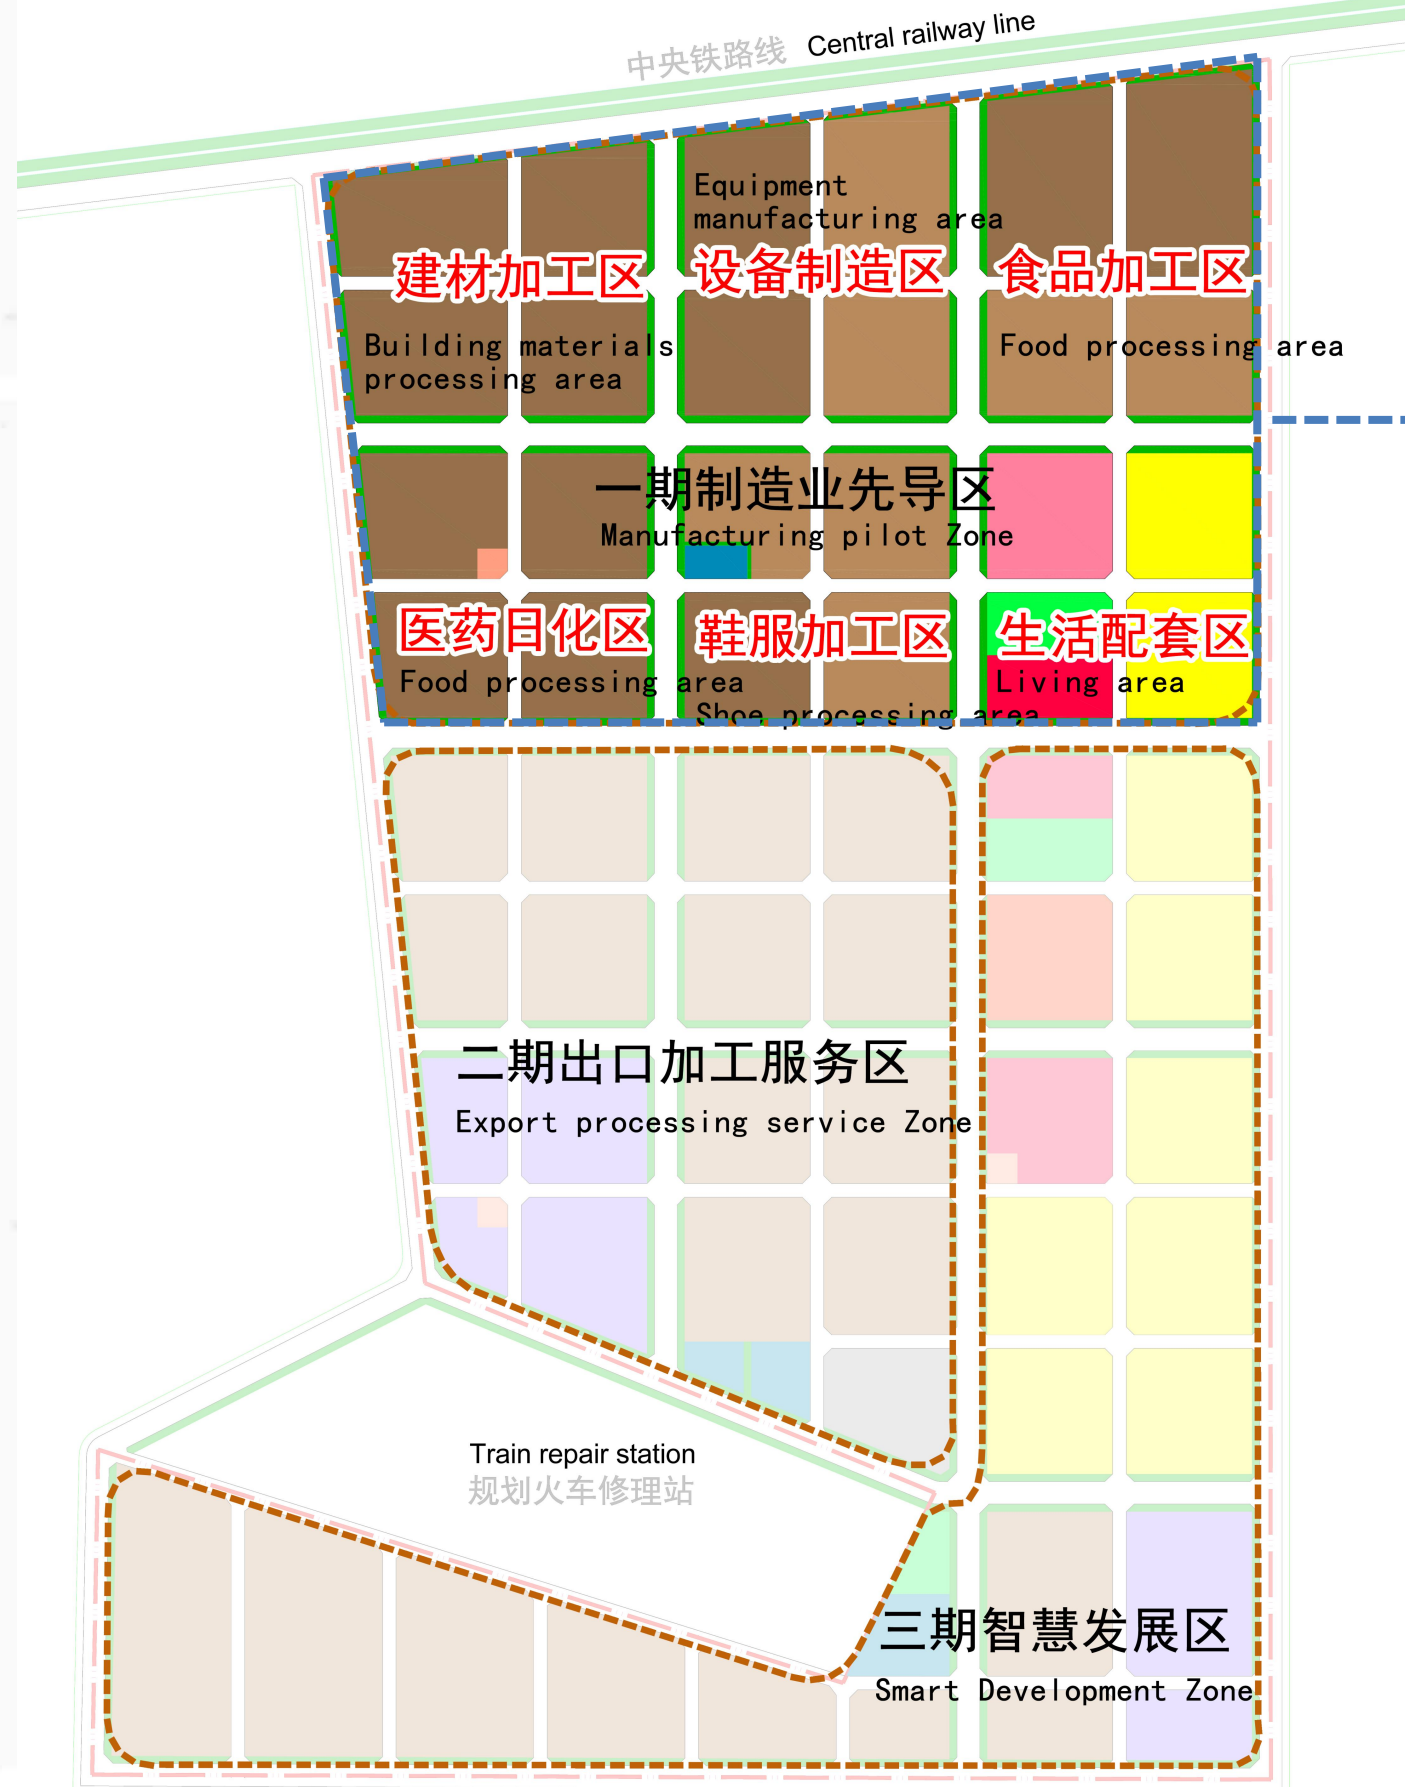 中央铁路线 Central railway line
Equipment
manufacturing area
建材加工区 设备制造区 食品加工区
Building materials
processing area
Food processing area
一期制造业先导区
Manufacturing pilot Zone
医药日化区 鞋服加工区 生活配套区
Food processing area
Living area
Shoe processing area
二期出口加工服务区
Export processing service Zone
Train repair station
规划火车修理站
三期智慧发展区
Smart Development Zone